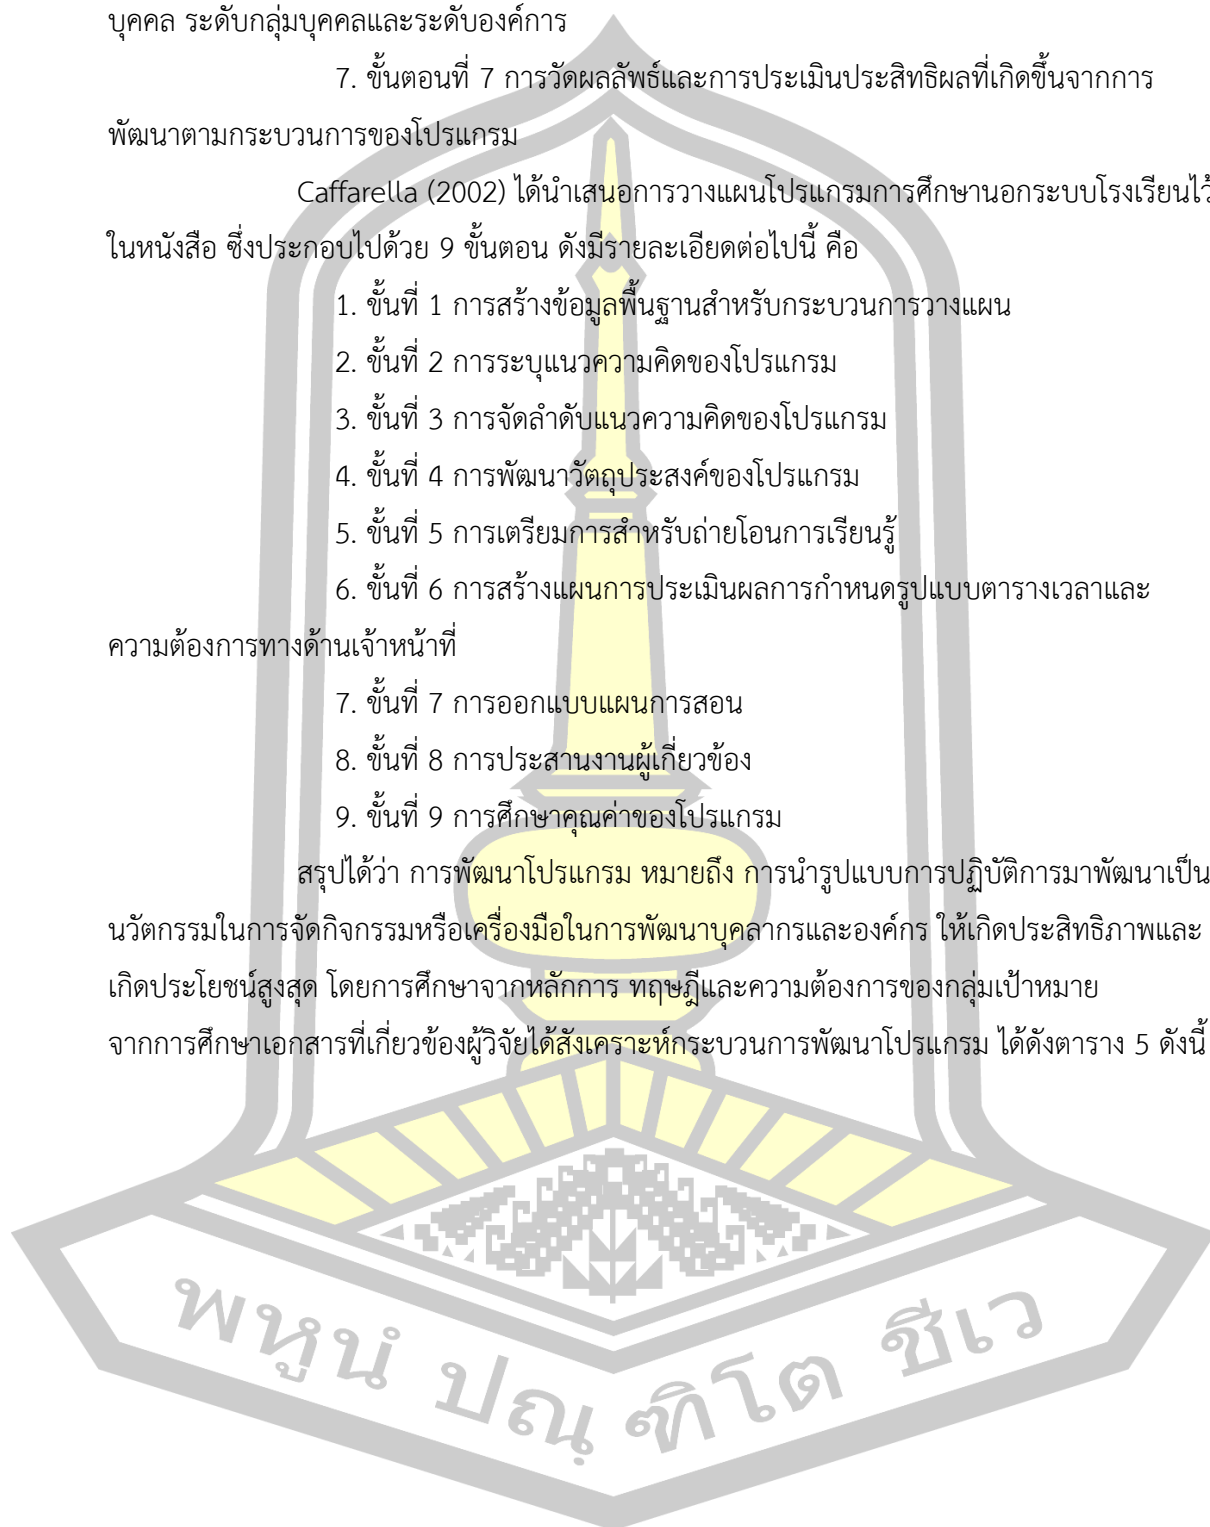 บุคคล ระดับกลุ่มบุคคลและระดับองค์การ
7. ขั้นตอนที่ 7 การวัดผลลัพธ์และการประเมินประสิทธิผลที่เกิดขึ้นจากการ
พัฒนาตามกระบวนการของโปรแกรม
Caffarella (2002) ได้นำเสนอการวางแผนโปรแกรมการศึกษานอกระบบโรงเรียนไว้
ในหนังสือ ซึ่งประกอบไปด้วย 9 ขั้นตอน ดังมีรายละเอียดต่อไปนี้ คือ
1. ขั้นที่ 1 การสร้างข้อมูลพื้นฐานสำหรับกระบวนการวางแผน
2. ขั้นที่ 2 การระบุแนวความคิดของโปรแกรม
3. ขั้นที่ 3 การจัดลำดับแนวความคิดของโปรแกรม
4. ขั้นที่ 4 การพัฒนาวัตถุประสงค์ของโปรแกรม
5. ขั้นที่ 5 การเตรียมการสำหรับถ่ายโอนการเรียนรู้
6. ขั้นที่ 6 การสร้างแผนการประเมินผลการกำหนดรูปแบบตารางเวลาและ
ความต้องการทางด้านเจ้าหน้าที่
7. ขั้นที่ 7 การออกแบบแผนการสอน
8. ขั้นที่ 8 การประสานงานผู้เกี่ยวข้อง
9. ขั้นที่ 9 การศึกษาคุณค่าของโปรแกรม
สรุปได้ว่า การพัฒนาโปรแกรม หมายถึง การนำรูปแบบการปฏิบัติการมาพัฒนาเป็น
นวัตกรรมในการจัดกิจกรรมหรือเครื่องมือในการพัฒนาบุคลากรและองค์กร ให้เกิดประสิทธิภาพและ
เกิดประโยชน์สูงสุด โดยการศึกษาจากหลักการ ทฤษฎีและความต้องการของกลุ่มเป้าหมาย
จากการศึกษาเอกสารที่เกี่ยวข้องผู้วิจัยได้สังเคราะห์กระบวนการพัฒนาโปรแกรม ได้ดังตาราง 5 ดังนี้
พหูนํ ปณฺฑิโต ชีเว